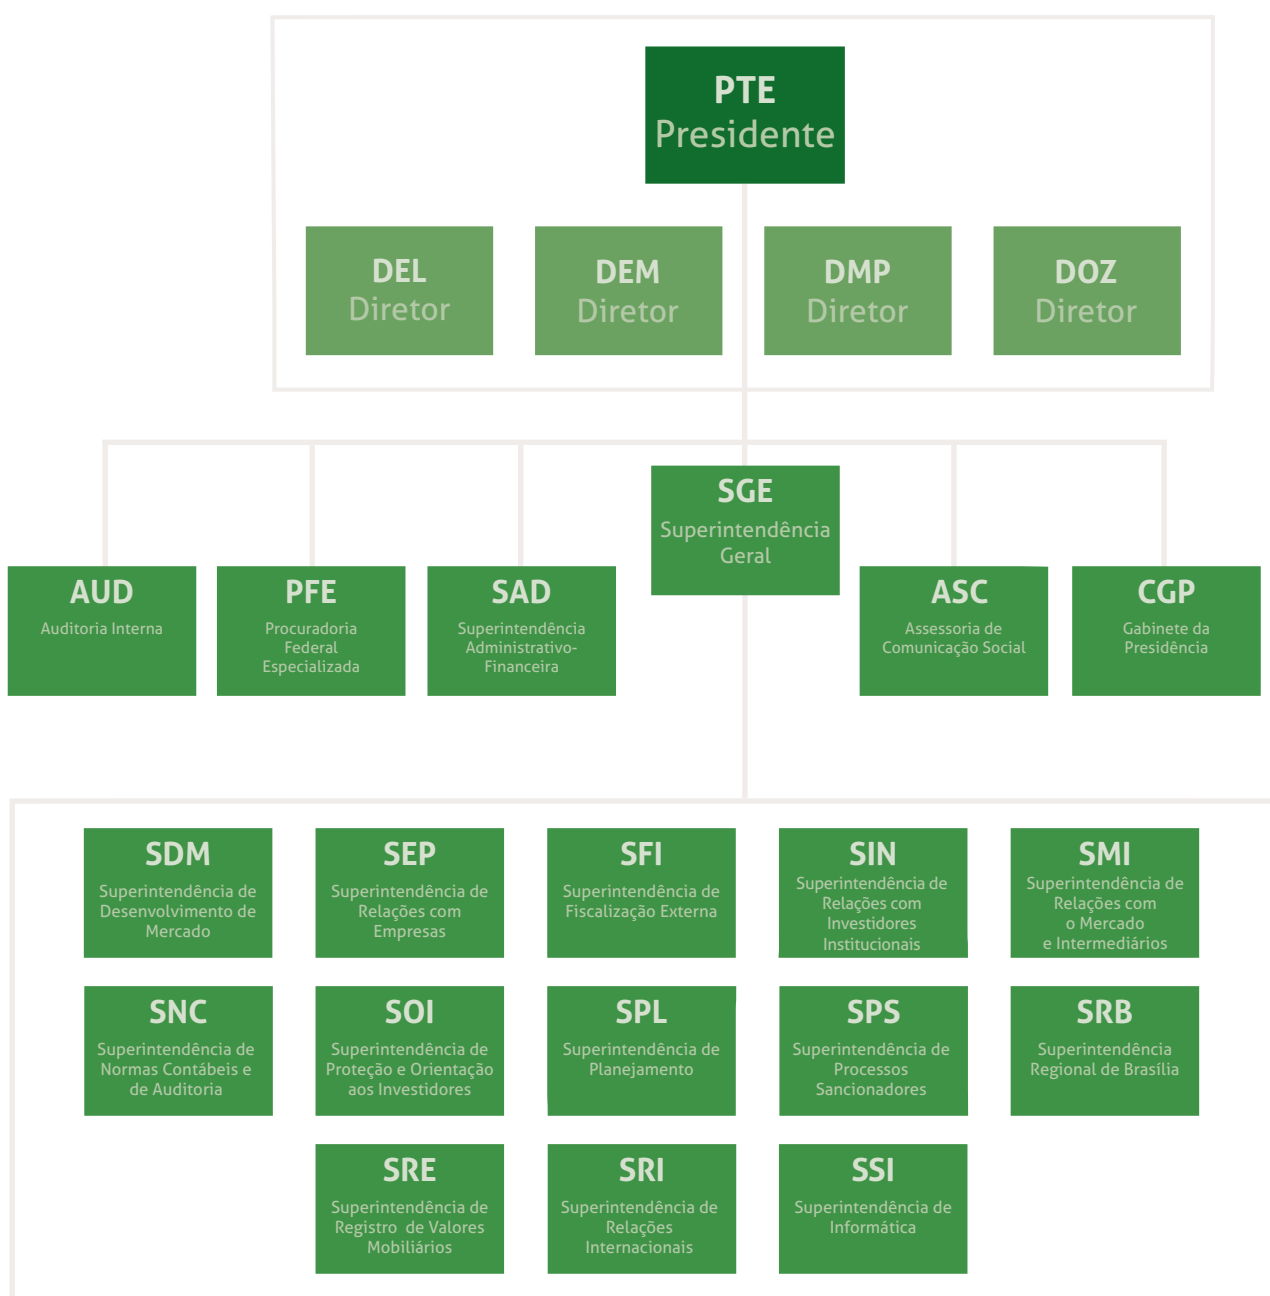 PTE
Presidente
DEL
Diretor
DEM
Diretor
DMP
Diretor
DOZ
Diretor
SGE
Superintendência
Geral
AUD
Auditoria Interna
PFE
Procuradoria
Federal
Especializada
SAD
Superintendência
Administrativo-
Financeira
ASC
Assessoria de
Comunicação Social
CGP
Gabinete da
Presidência
SDM
Superintendência de
Desenvolvimento de
Mercado
SEP
Superintendência de
Relações com
Empresas
SFI
Superintendência de
Fiscalização Externa
SIN
Superintendência de
Relações com
Investidores
Institucionais
SMI
Superintendência de
Relações com
o Mercado
e Intermediários
SNC
Superintendência de
Normas Contábeis e
de Auditoria
SOI
Superintendência de
Proteção e Orientação
aos Investidores
SPL
Superintendência de
Planejamento
SPS
Superintendência de
Processos
Sancionadores
SRB
Superintendência
Regional de Brasília
SRE
Superintendência de
Registro de Valores
Mobiliários
SRI
Superintendência de
Relações
Internacionais
SSI
Superintendência de
Informática